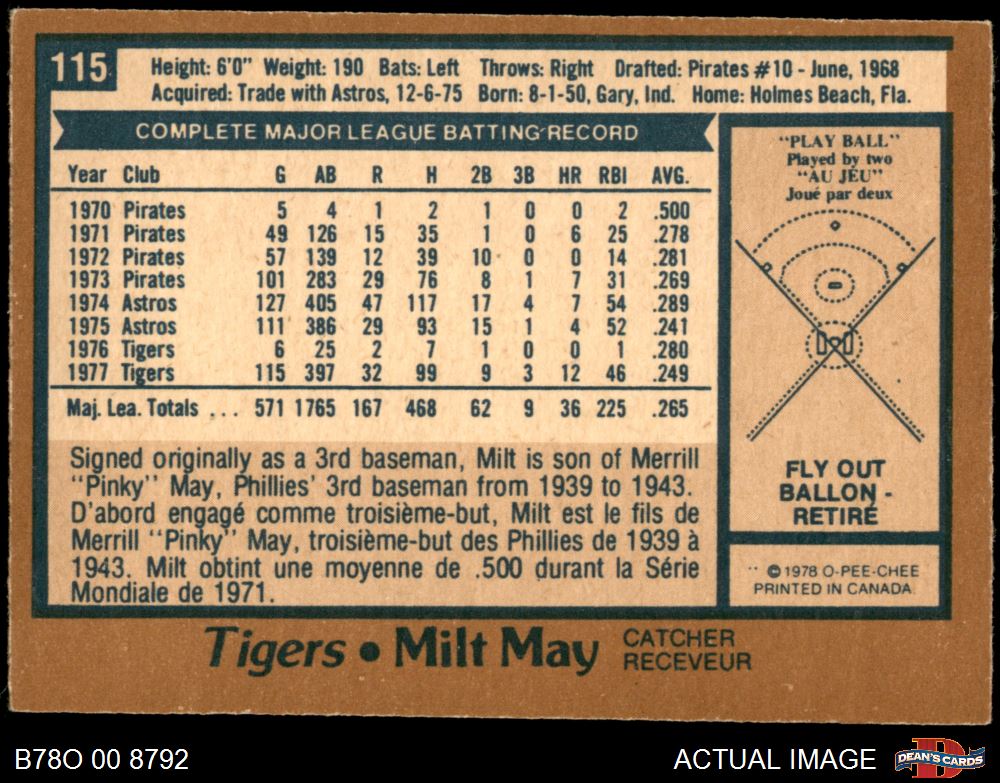 115
Height: 6'0" Weight: 190 Bats: Left Throws: Right Drafted: Pirates #10 - June, 1968
Acquired: Trade with Astros, 12-6-75 Born: 8-1-50, Gary, Ind. Home: Holmes Beach, Fla.
COMPLETE MAJOR LEAGUE BATTING RECORD
Year Club G AB R H 2B 3B HR RBI AVG.
1970 Pirates 5 4 1 2 1 0 0 2 .500
1971 Pirates 49 126 15 35 1 0 6 25 .278
1972 Pirates 57 139 12 39 10 0 0 14 .281
1973 Pirates 101 283 29 76 8 1 7 31 .269
1974 Astros 127 405 47 117 17 4 7 54 .289
1975 Astros 111 386 29 93 15 1 4 52 .241
1976 Tigers 6 25 2 7 1 0 0 1 .280
1977 Tigers 115 397 32 99 9 3 12 46 .249
Maj. Lea. Totals ... 571 1765 167 468 62 9 36 225 .265
Signed originally as a 3rd baseman, Milt is son of Merrill
"Pinky" May, Phillies' 3rd baseman from 1939 to 1943.
D'abord engagé comme troisième-but, Milt est le fils de
Merrill "Pinky" May, troisième-but des Phillies de 1939 à
1943. Milt obtint une moyenne de .500 durant la Série
Mondiale de 1971.
"PLAY BALL"
Played by two
"AU JEU"
Joué par deux
FLY OUT
BALLON -
RETIRÉ
©1978 O-PEE-CHEE
PRINTED IN CANADA
Tigers • Milt May
CATCHER
RECEVEUR
B78O 00 8792
ACTUAL IMAGE
D
DEAN'S CARDS